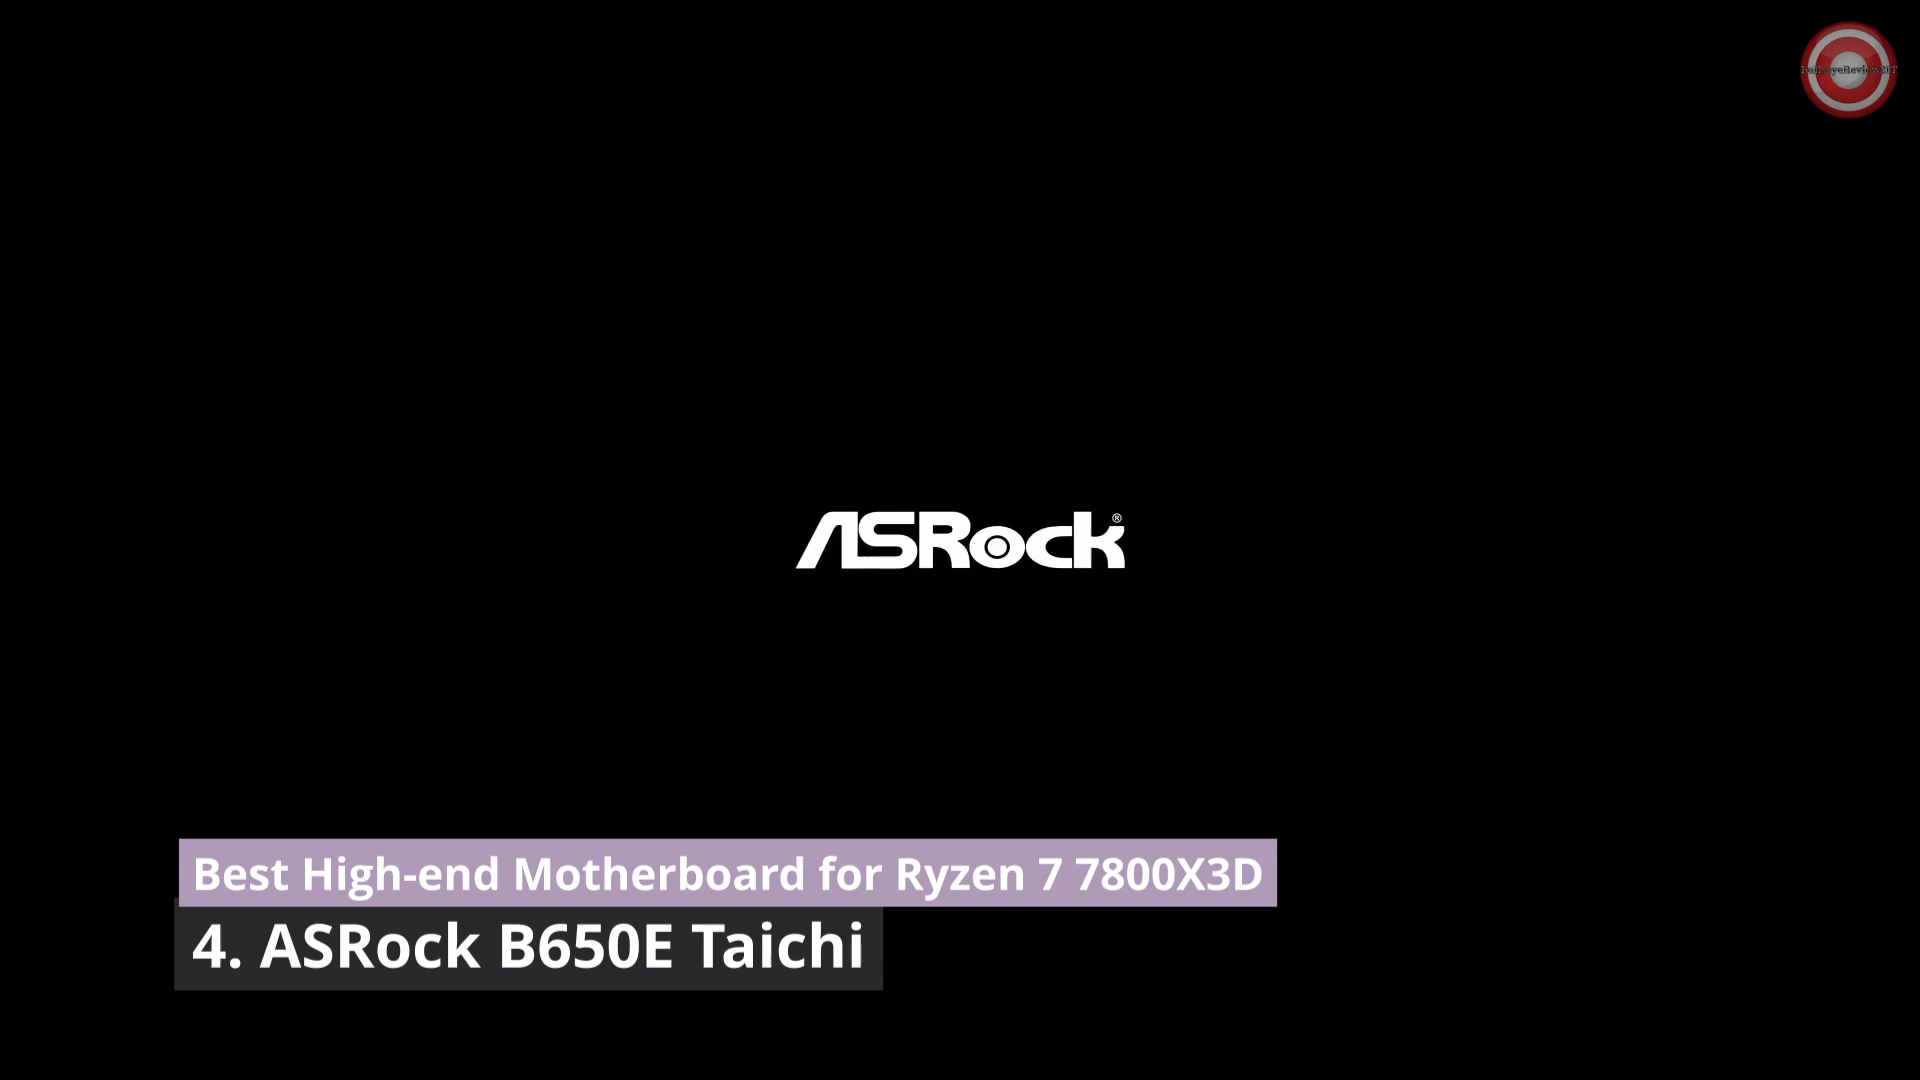 ASRock®
Best High-end Motherboard for Ryzen 7 7800X3D
4. ASRock B650E Taichi